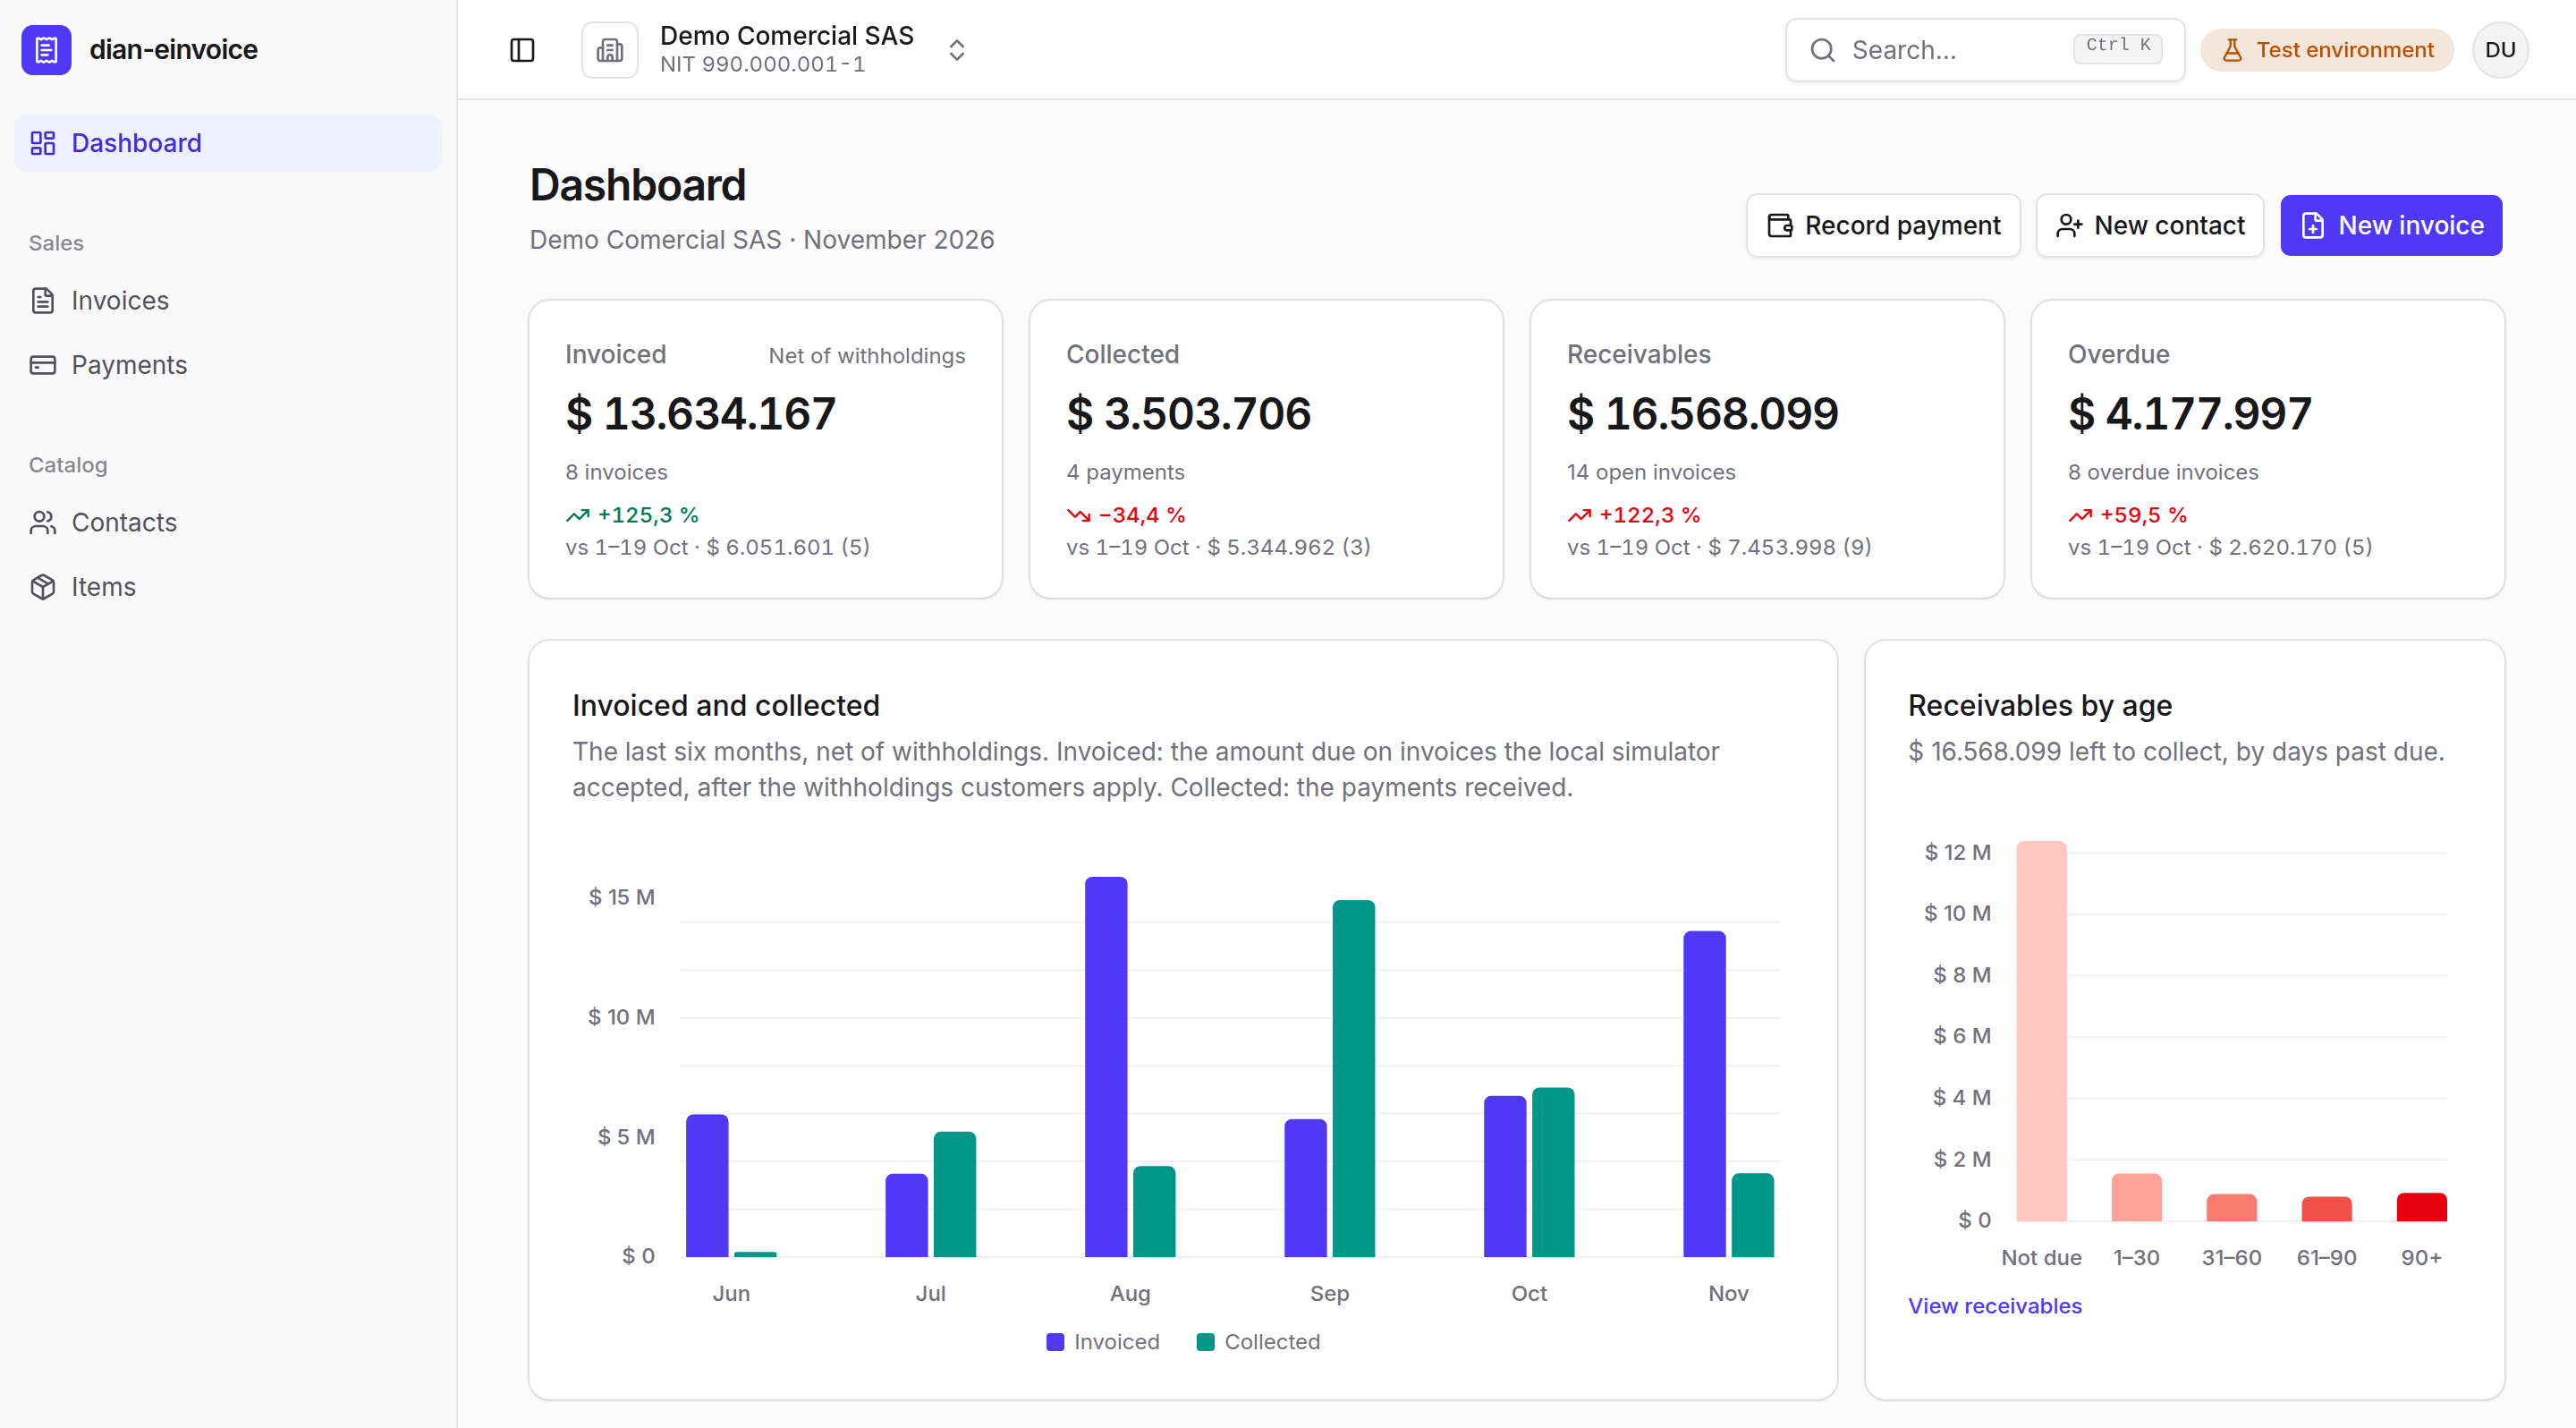 dian-einvoice
Demo Comercial SAS
NIT 990.000.001-1
Search...
Ctrl K
Test environment
DU
Dashboard
Sales
Invoices
Payments
Catalog
Contacts
Items
Dashboard
Demo Comercial SAS · November 2026
Record payment
New contact
New invoice
Invoiced
Net of withholdings
$ 13.634.167
8 invoices
+125,3 %
vs 1–19 Oct · $ 6.051.601 (5)
Collected
$ 3.503.706
4 payments
−34,4 %
vs 1–19 Oct · $ 5.344.962 (3)
Receivables
$ 16.568.099
14 open invoices
+122,3 %
vs 1–19 Oct · $ 7.453.998 (9)
Overdue
$ 4.177.997
8 overdue invoices
+59,5 %
vs 1–19 Oct · $ 2.620.170 (5)
Invoiced and collected
The last six months, net of withholdings. Invoiced: the amount due on invoices the local simulator
accepted, after the withholdings customers apply. Collected: the payments received.
$ 15 M
$ 10 M
$ 5 M
$ 0
Jun Jul Aug Sep Oct Nov
Invoiced Collected
Receivables by age
$ 16.568.099 left to collect, by days past due.
$ 12 M
$ 10 M
$ 8 M
$ 6 M
$ 4 M
$ 2 M
$ 0
Not due 1–30 31–60 61–90 90+
View receivables